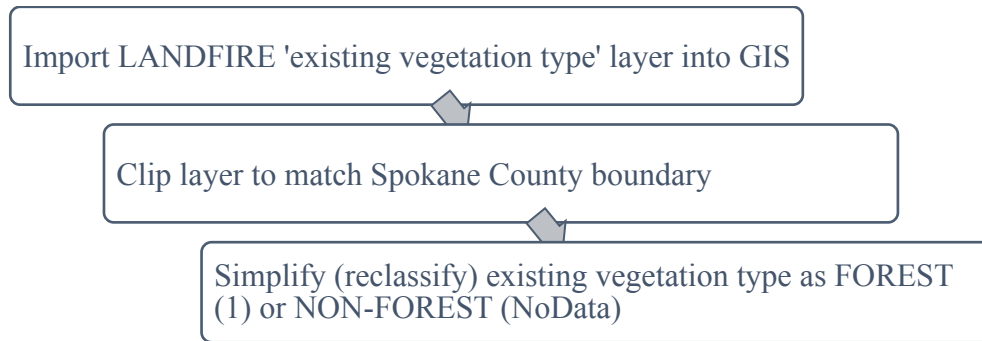 Import LANDFIRE 'existing vegetation type' layer into GIS
Clip layer to match Spokane County boundary
Simplify (reclassify) existing vegetation type as FOREST
(1) or NON-FOREST (NoData)